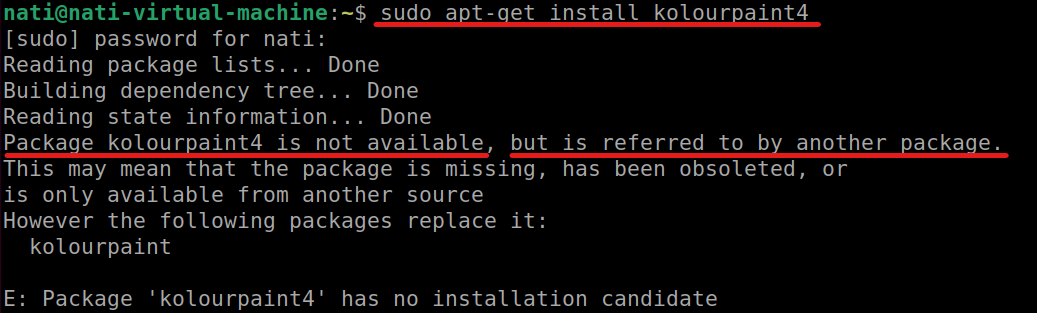 nati@nati-virtual-machine:~$ sudo apt-get install kolourpaint4
[sudo] password for nati:
Reading package lists... Done
Building dependency tree... Done
Reading state information... Done
Package kolourpaint4 is not available, but is referred to by another package.
This may mean that the package is missing, has been obsoleted, or
is only available from another source
However the following packages replace it:
  kolourpaint

E: Package 'kolourpaint4' has no installation candidate